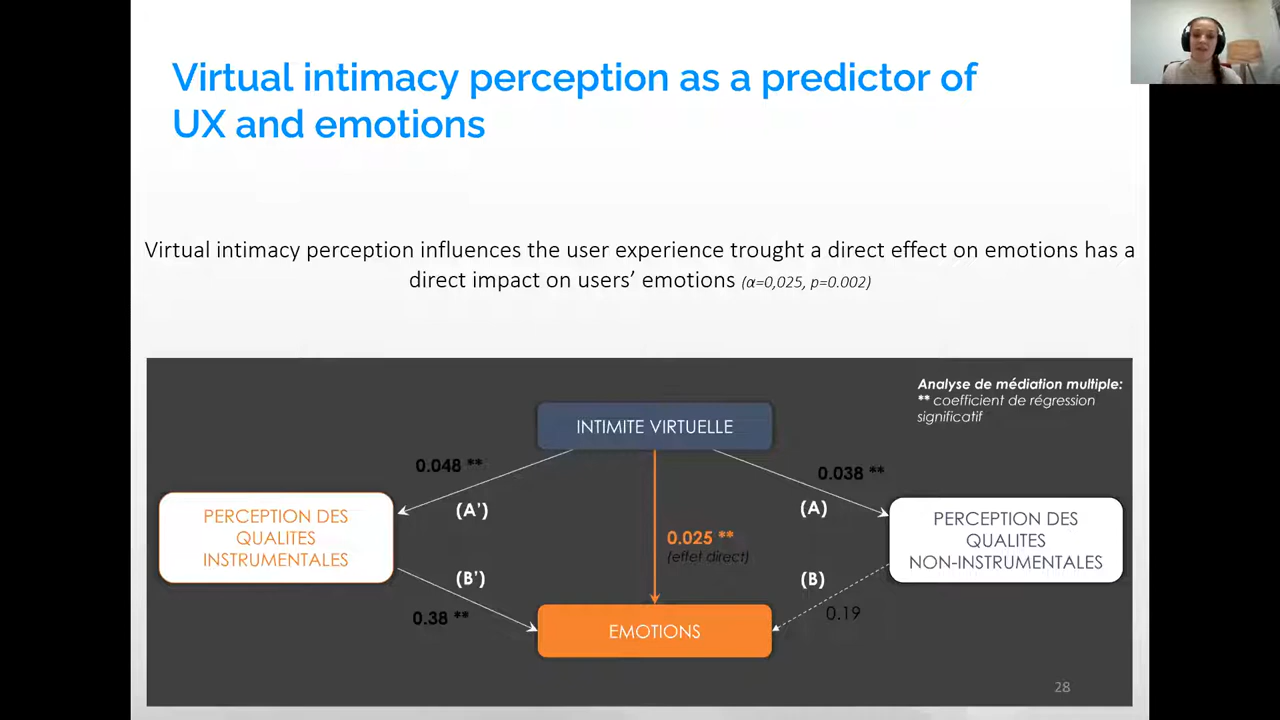 Virtual intimacy perception as a predictor of
UX and emotions
Virtual intimacy perception influences the user experience trought a direct effect on emotions has a
direct impact on users’ emotions (α=0,025, p=0.002)
Analyse de médiation multiple:
** coefficient de régression
significatif
INTIMITE VIRTUELLE
0.048 **
0.038 **
(A’)
(A)
PERCEPTION DES
QUALITES
INSTRUMENTALES
0.025 **
(effet direct)
PERCEPTION DES
QUALITES
NON-INSTRUMENTALES
(B’)
(B)
0.38 **
0.19
EMOTIONS
28